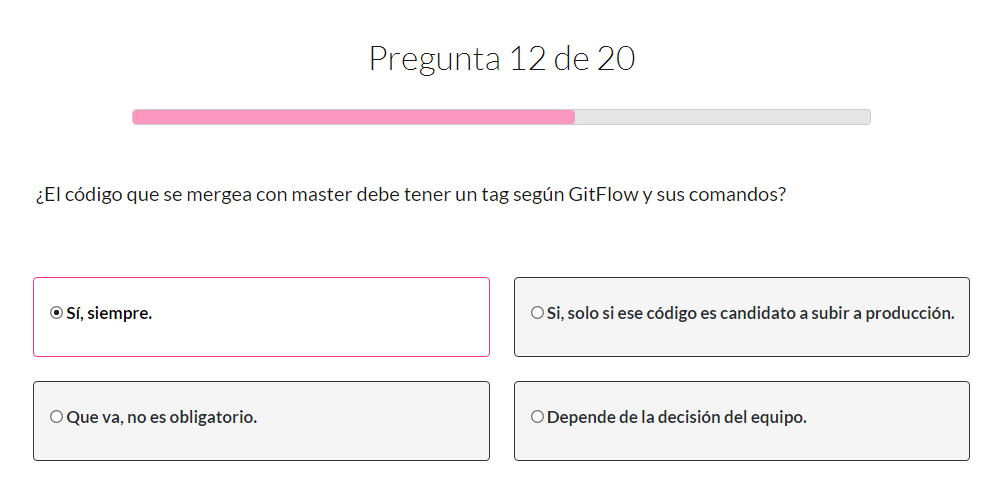 Pregunta 12 de 20
¿El código que se mergea con master debe tener un tag según GitFlow y sus comandos?
Sí, siempre.
Si, solo si ese código es candidato a subir a producción.
Que va, no es obligatorio.
Depende de la decisión del equipo.